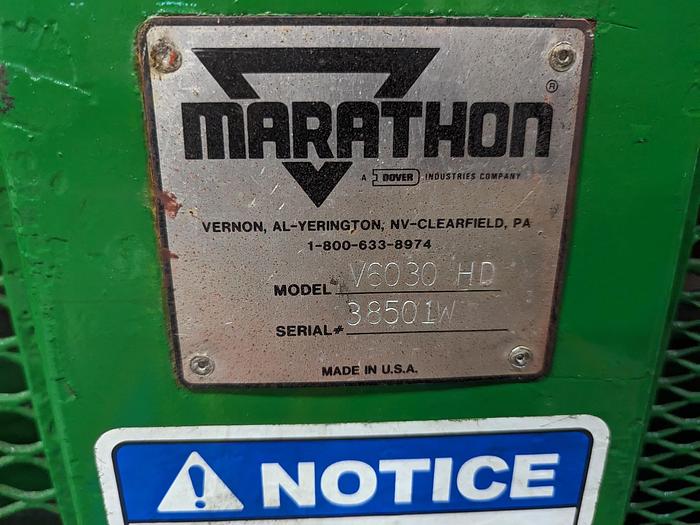 MARATHON ®
A DOVER INDUSTRIES COMPANY
VERNON, AL-YERINGTON, NV-CLEARFIELD, PA
1-800-633-8974
MODEL V6030 HD
SERIAL# 38501W
MADE IN U.S.A.
NOTICE